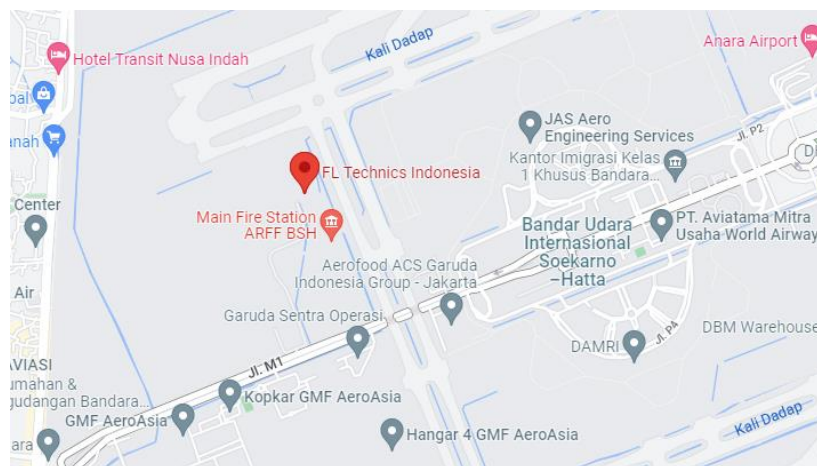 Kali Dadap
Anara Airport
Hotel Transit Nusa Indah
JAS Aero
Engineering Services
Jl. P2
Kantor Imigrasi Kelas
1 Khusus Bandara...
FL Technics Indonesia
Center
Main Fire Station
ARFF BSH
Bandar Udara
Internasional
Soekarno
–Hatta
PT. Aviatama Mitra
Usaha World Airway
Aerofood ACS Garuda
Indonesia Group - Jakarta
Air
Garuda Sentra Operasi
DAMRI
Jl. P4
DBM Warehouse
Jl. M1
AVIASI
umahan &
gudangan Bandara...
Kopkar GMF AeroAsia
GMF AeroAsia
Hangar 4 GMF AeroAsia
Kali Dadap